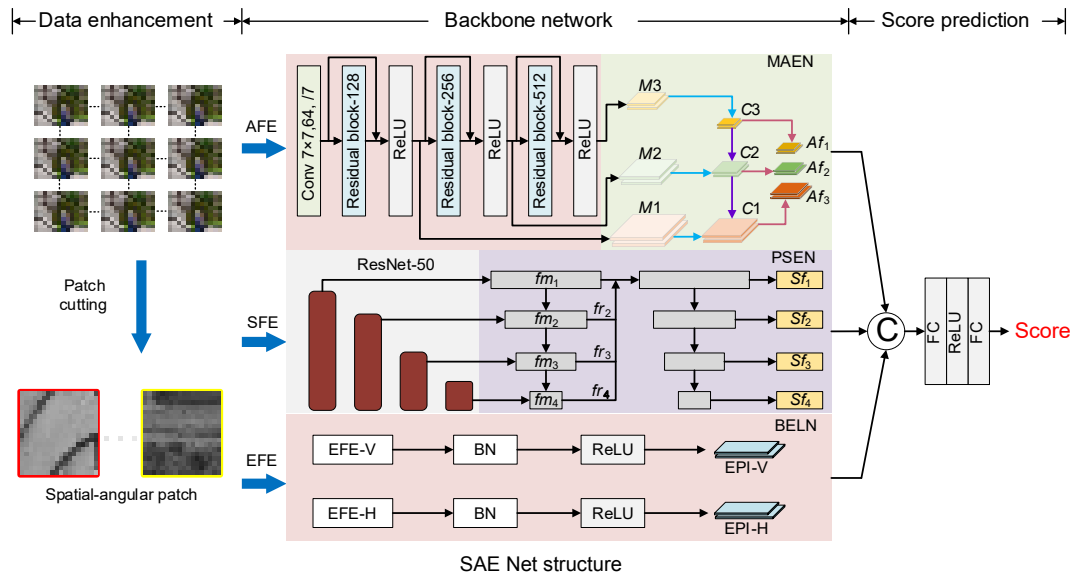 Data enhancement
Backbone network
Score prediction
Patch
cutting
Spatial-angular patch
AFE
SFE
EFE
Conv 7×7,64, /7
Residual block-128
ReLU
Residual block-256
ReLU
Residual block-512
ReLU
MAEN
M3
M2
M1
C3
C2
C1
Af1
Af2
Af3
ResNet-50
PSEN
fm1
fm2
fm3
fm4
fr2
fr3
fr4
Sf1
Sf2
Sf3
Sf4
BELN
EFE-V
BN
ReLU
EPI-V
EFE-H
BN
ReLU
EPI-H
C
FC
ReLU
FC
Score
SAE Net structure